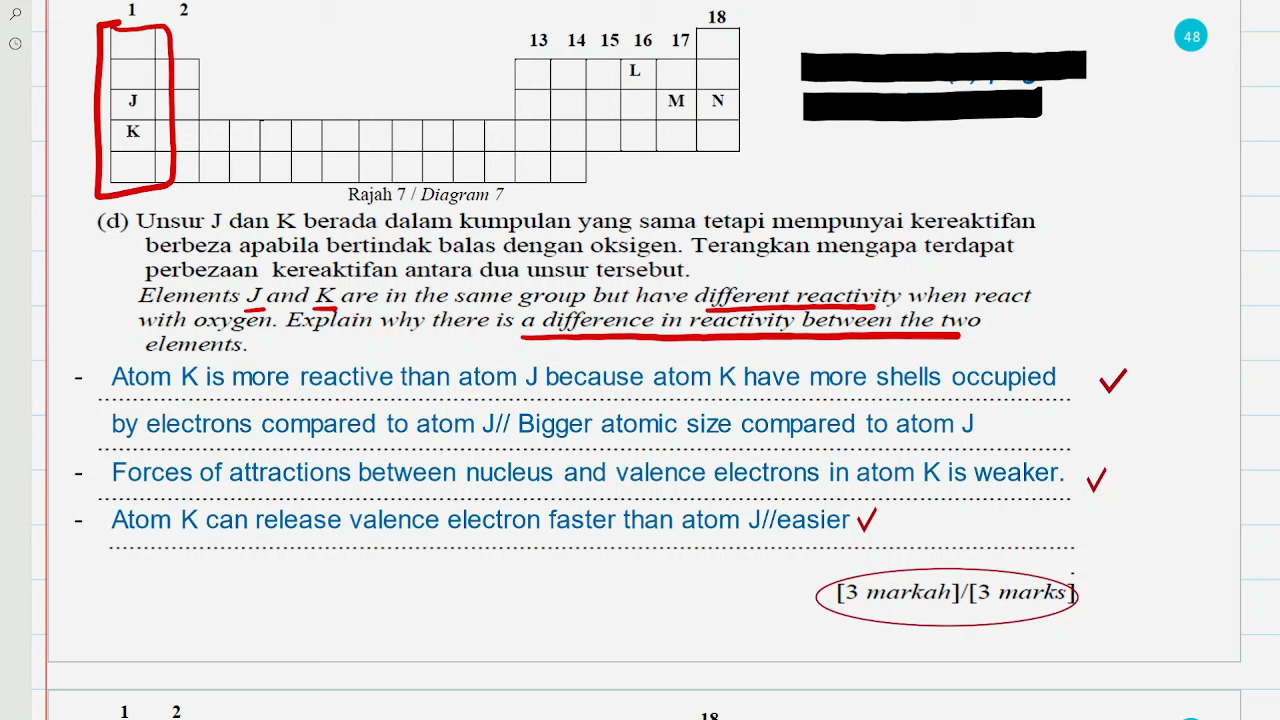 1 2
18
13 14 15 16 17
48
L
J
M N
K
Rajah 7 / Diagram 7
(d) Unsur J dan K berada dalam kumpulan yang sama tetapi mempunyai kereaktifan
berbeza apabila bertindak balas dengan oksigen. Terangkan mengapa terdapat
perbezaan kereaktifan antara dua unsur tersebut.
Elements J and K are in the same group but have different reactivity when react
with oxygen. Explain why there is a difference in reactivity between the two
elements.
- Atom K is more reactive than atom J because atom K have more shells occupied
by electrons compared to atom J// Bigger atomic size compared to atom J
- Forces of attractions between nucleus and valence electrons in atom K is weaker.
- Atom K can release valence electron faster than atom J//easier
[3 markah]/[3 marks]
1 2
18